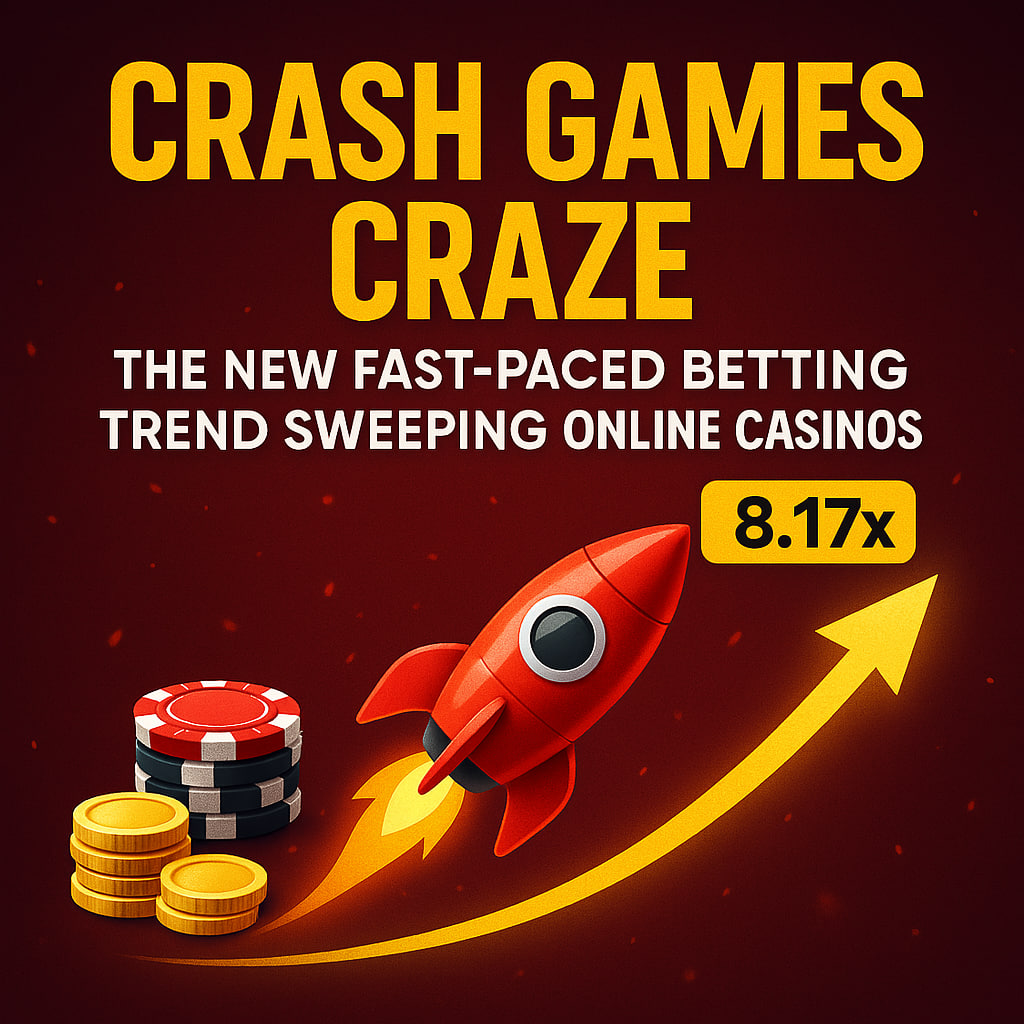 CRASH GAMES
CRAZE
THE NEW FAST-PACED BETTING
TREND SWEEPING ONLINE CASINOS
8.17x